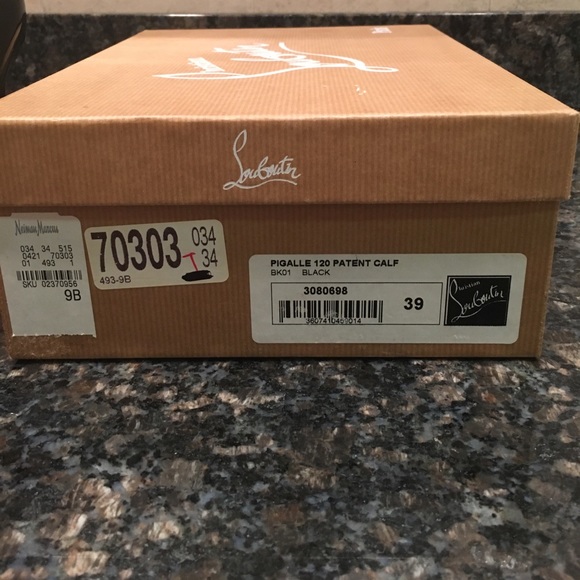 Louboutin
Neiman Marcus
034 34 515
0421 70303
01 493 1
SKU 02370956
9B
70303
034
T 34
493-9B
PIGALLE 120 PATENT CALF
BK01 BLACK
3080698
39
Louboutin